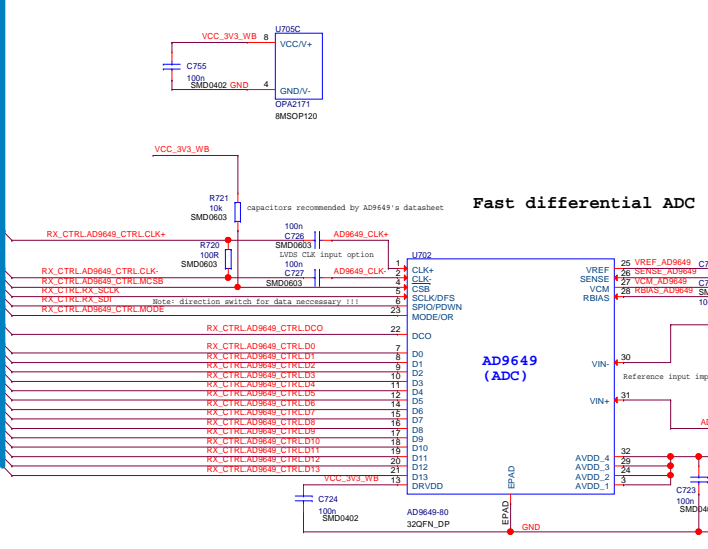 U705C
VCC_3V3_WB 8 VCC/V+
C755
100n
SMD0402 GND 4 GND/V-
OPA2171
8MSOP120
VCC_3V3_WB
R721
10k
SMD0603
capacitors recommended by AD9649's datasheet
Fast differential ADC
RX_CTRL.AD9649_CTRL.CLK+
R720
100R
SMD0603
100n
C726
SMD0603
AD9649_CLK+
LVDS CLK input option
100n
C727
SMD0603
AD9649_CLK-
RX_CTRL.AD9649_CTRL.CLK-
RX_CTRL.AD9649_CTRL.MCSB
RX_CTRL.RX_SCLK
RX_CTRL.RX_SDI
Note: direction switch for data neccessary !!!
RX_CTRL.AD9649_CTRL.MODE
RX_CTRL.AD9649_CTRL.DCO
RX_CTRL.AD9649_CTRL.D0
RX_CTRL.AD9649_CTRL.D1
RX_CTRL.AD9649_CTRL.D2
RX_CTRL.AD9649_CTRL.D3
RX_CTRL.AD9649_CTRL.D4
RX_CTRL.AD9649_CTRL.D5
RX_CTRL.AD9649_CTRL.D6
RX_CTRL.AD9649_CTRL.D7
RX_CTRL.AD9649_CTRL.D8
RX_CTRL.AD9649_CTRL.D9
RX_CTRL.AD9649_CTRL.D10
RX_CTRL.AD9649_CTRL.D11
RX_CTRL.AD9649_CTRL.D12
RX_CTRL.AD9649_CTRL.D13
VCC_3V3_WB
C724
100n
SMD0402
U702
1 CLK+
2 CLK-
4 CSB
5 SCLK/DFS
6 SPIO/PDWN
23 MODE/OR
22 DCO
7 D0
8 D1
9 D2
10 D3
11 D4
12 D5
14 D6
15 D7
16 D8
17 D9
18 D10
19 D11
20 D12
21 D13
13 DRVDD
AD9649
(ADC)
VREF 25 VREF_AD9649
SENSE 26 SENSE_AD9649
VCM 27 VCM_AD9649
RBIAS 28 RBIAS_AD9649
VIN- 30
Reference input imp
VIN+ 31
AVDD_4 32
AVDD_3 29
AVDD_2 24
AVDD_1 3
C723
100n
EPAD
EPAD
AD9649-80
32QFN_DP
GND